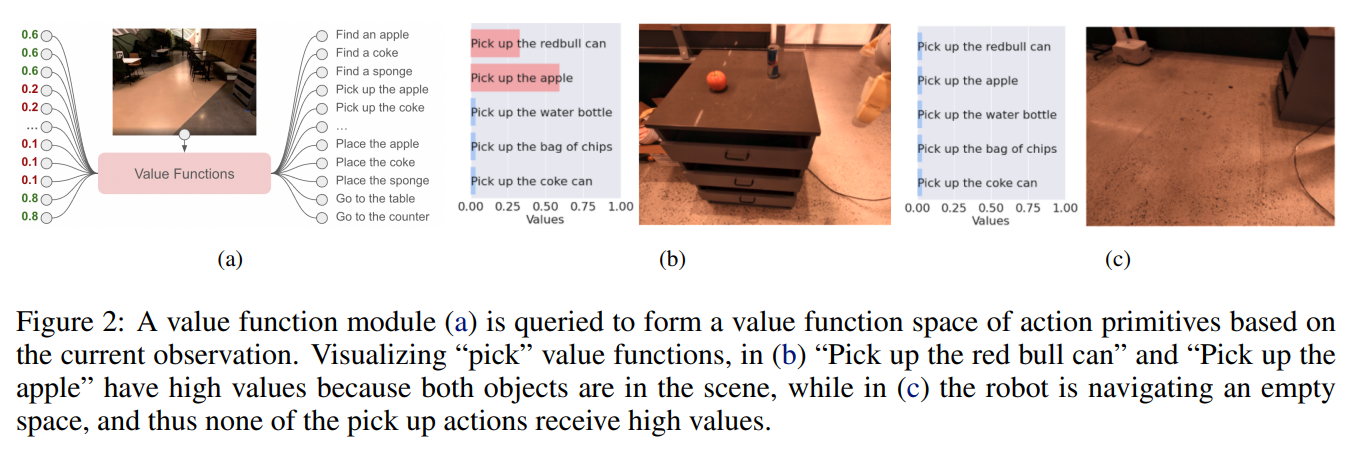 0.6
0.6
0.6
0.2
0.2
...
0.1
0.1
0.1
0.8
0.8
Value Functions
Find an apple
Find a coke
Find a sponge
Pick up the apple
Pick up the coke
...
Place the apple
Place the coke
Place the sponge
Go to the table
Go to the counter
(a)
Pick up the redbull can
Pick up the apple
Pick up the water bottle
Pick up the bag of chips
Pick up the coke can
0.00 0.25 0.50 0.75 1.00
Values
(b)
Pick up the redbull can
Pick up the apple
Pick up the water bottle
Pick up the bag of chips
Pick up the coke can
0.00 0.25 0.50 0.75 1.00
Values
(c)
Figure 2: A value function module (a) is queried to form a value function space of action primitives based on
the current observation. Visualizing “pick” value functions, in (b) “Pick up the red bull can” and “Pick up the
apple” have high values because both objects are in the scene, while in (c) the robot is navigating an empty
space, and thus none of the pick up actions receive high values.